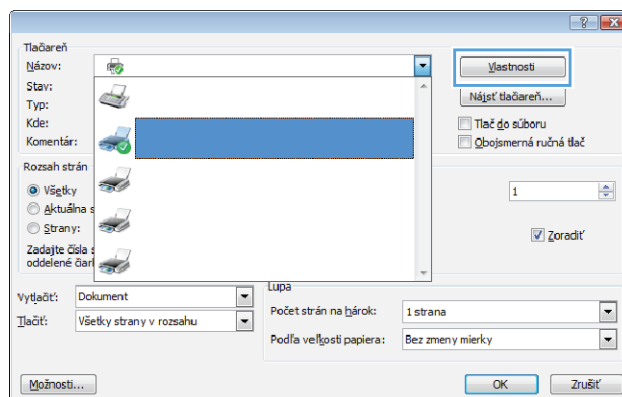 Tlačiareň
Názov:
Vlastnosti
Stav:
Nájsť tlačiareň...
Typ:
Kde:
Tlač do súboru
Komentár:
Obojsmerná ručná tlač
Rozsah strán
Všetky
1
Aktuálna s
Strany:
Zoradiť
Zadajte čísla s
oddelené čiar
Lupa
Vytlačiť: Dokument
Počet strán na hárok: 1 strana
Tlačiť: Všetky strany v rozsahu
Podľa veľkosti papiera: Bez zmeny mierky
Možnosti...
OK
Zrušiť